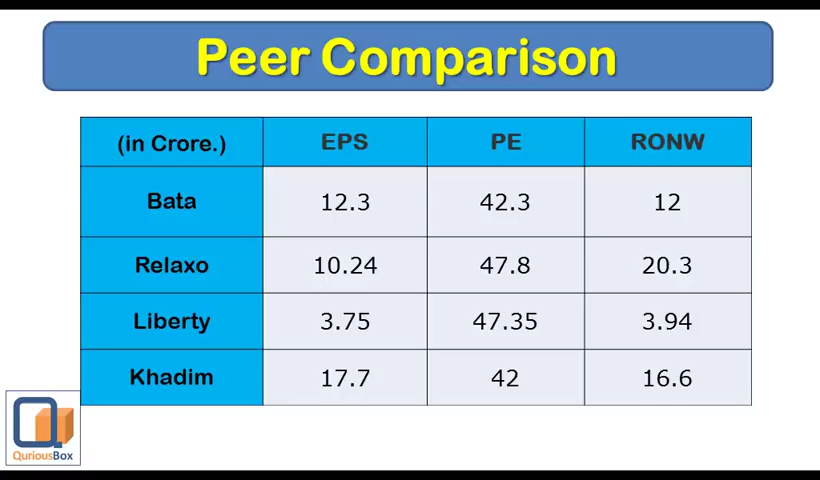 Peer Comparison
(in Crore.) EPS PE RONW
Bata 12.3 42.3 12
Relaxo 10.24 47.8 20.3
Liberty 3.75 47.35 3.94
Khadim 17.7 42 16.6
QuriousBox